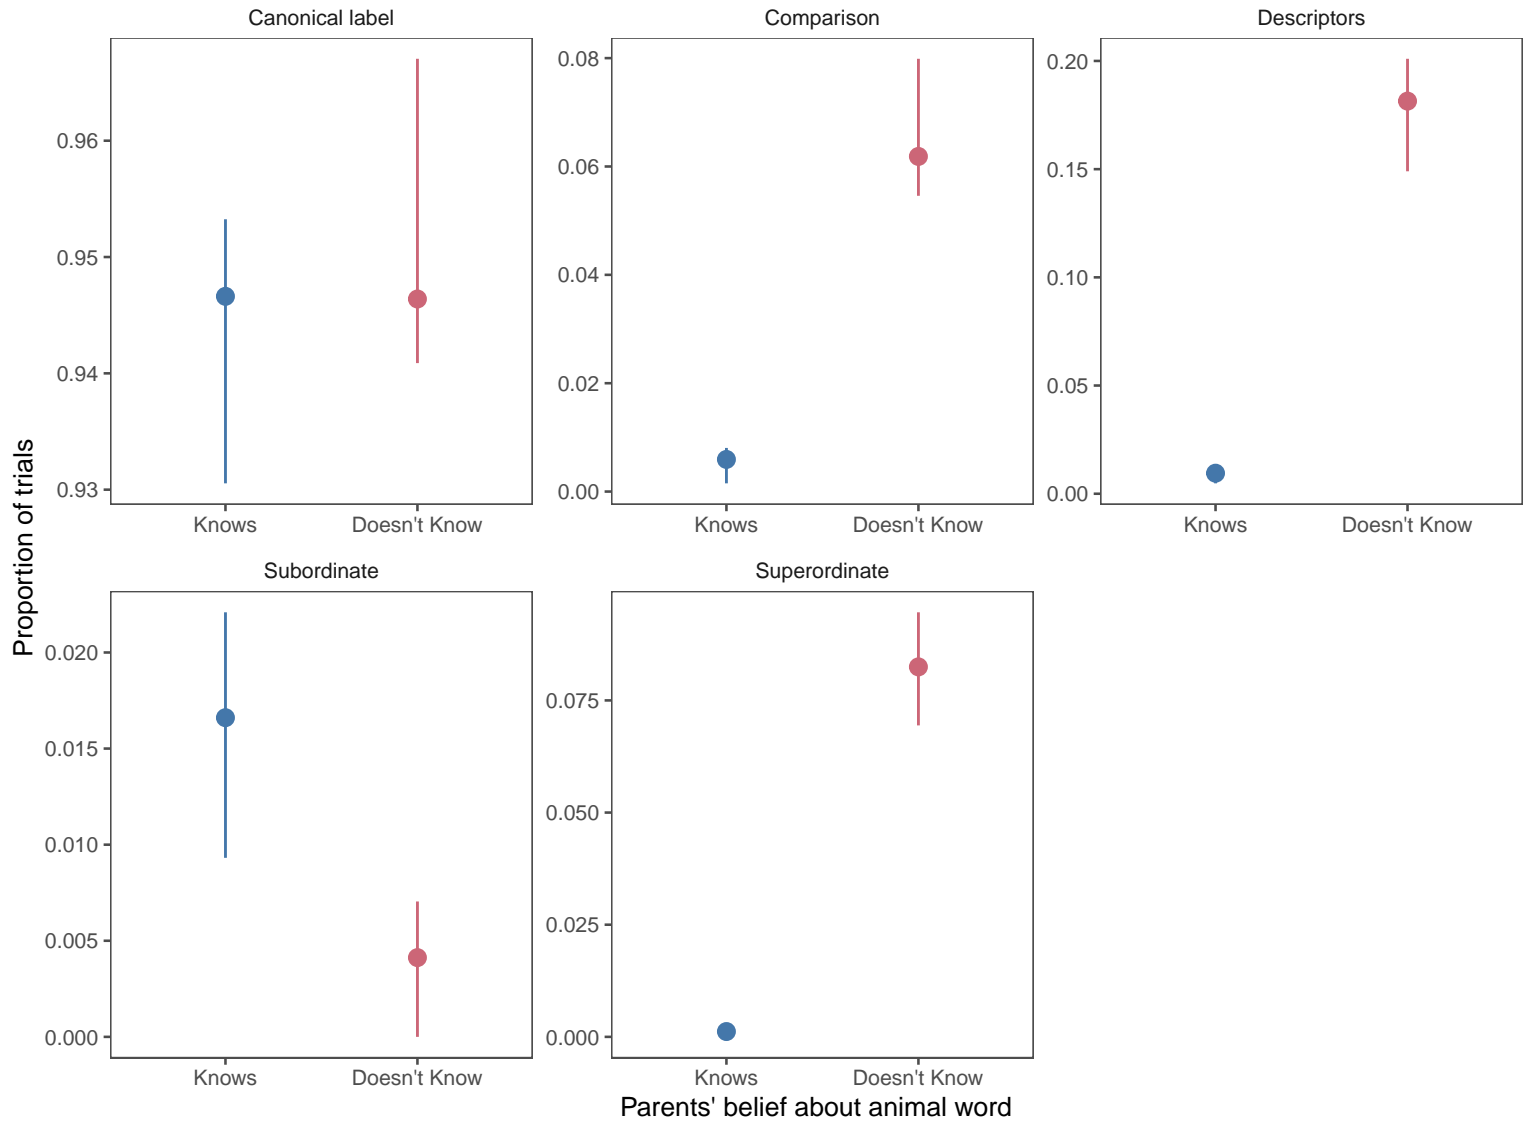 Canonical label
Comparison
Descriptors
0.96
0.95
0.94
0.93
0.08
0.06
0.04
0.02
0.00
0.20
0.15
0.10
0.05
0.00
Knows
Doesn't Know
Knows
Doesn't Know
Knows
Doesn't Know
Proportion of trials
Subordinate
Superordinate
0.020
0.015
0.010
0.005
0.000
0.075
0.050
0.025
0.000
Knows
Doesn't Know
Knows
Doesn't Know
Parents' belief about animal word